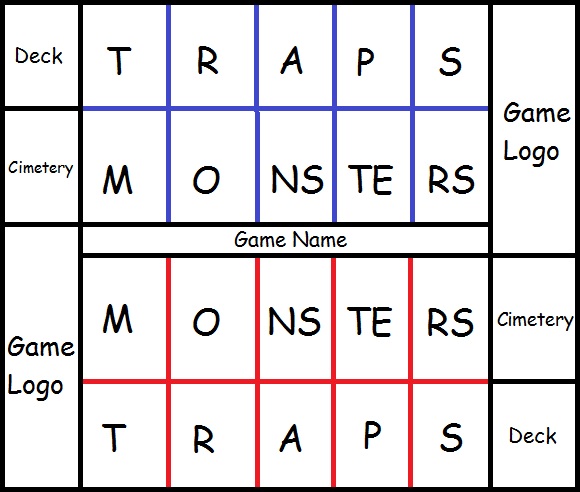 Deck T R A P S
Game
Logo
Cimetery M O NS TE RS
Game Name
Game
Logo
M O NS TE RS Cimetery
T R A P S Deck